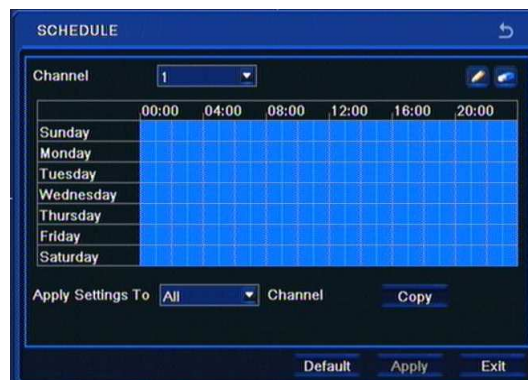 SCHEDULE
Channel 1
00:00 04:00 08:00 12:00 16:00 20:00
Sunday
Monday
Tuesday
Wednesday
Thursday
Friday
Saturday
Apply Settings To All Channel Copy
Default Apply Exit